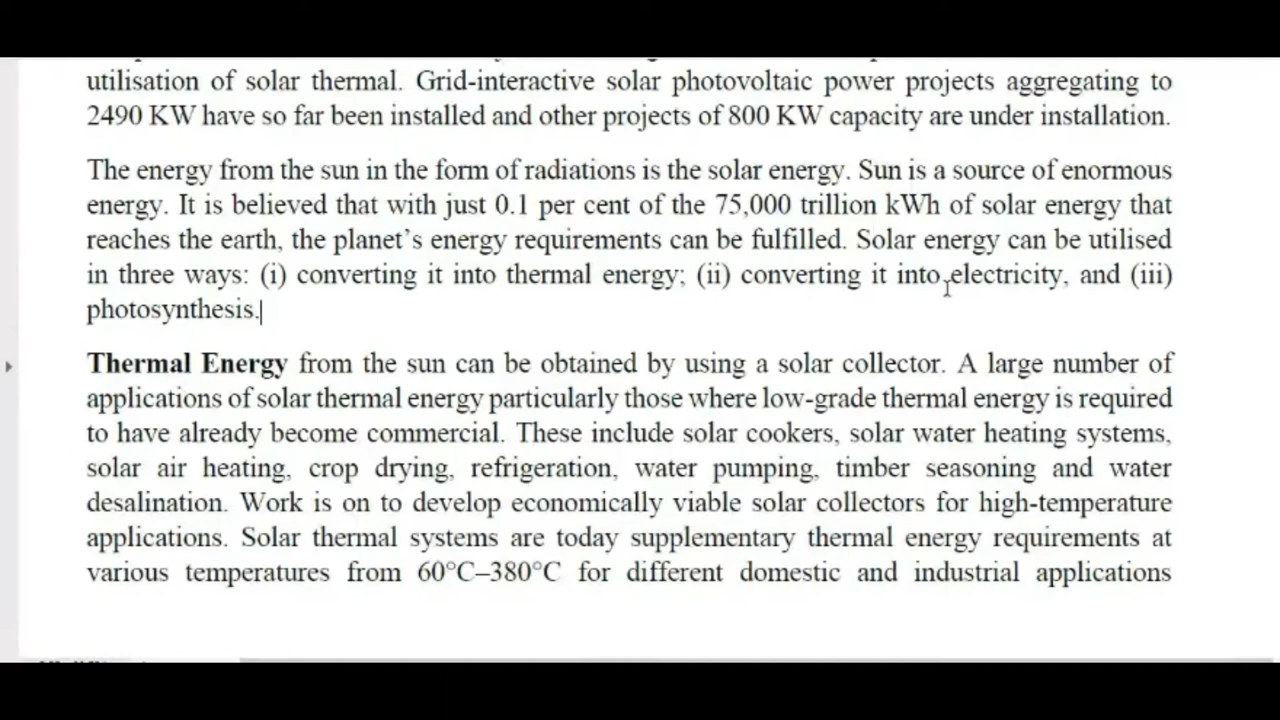 utilisation of solar thermal. Grid-interactive solar photovoltaic power projects aggregating to
2490 KW have so far been installed and other projects of 800 KW capacity are under installation.
The energy from the sun in the form of radiations is the solar energy. Sun is a source of enormous
energy. It is believed that with just 0.1 per cent of the 75,000 trillion kWh of solar energy that
reaches the earth, the planet's energy requirements can be fulfilled. Solar energy can be utilised
in three ways: (i) converting it into thermal energy; (ii) converting it into electricity, and (iii)
photosynthesis.
Thermal Energy from the sun can be obtained by using a solar collector. A large number of
applications of solar thermal energy particularly those where low-grade thermal energy is required
to have already become commercial. These include solar cookers, solar water heating systems,
solar air heating, crop drying, refrigeration, water pumping, timber seasoning and water
desalination. Work is on to develop economically viable solar collectors for high-temperature
applications. Solar thermal systems are today supplementary thermal energy requirements at
various temperatures from 60°C–380°C for different domestic and industrial applications